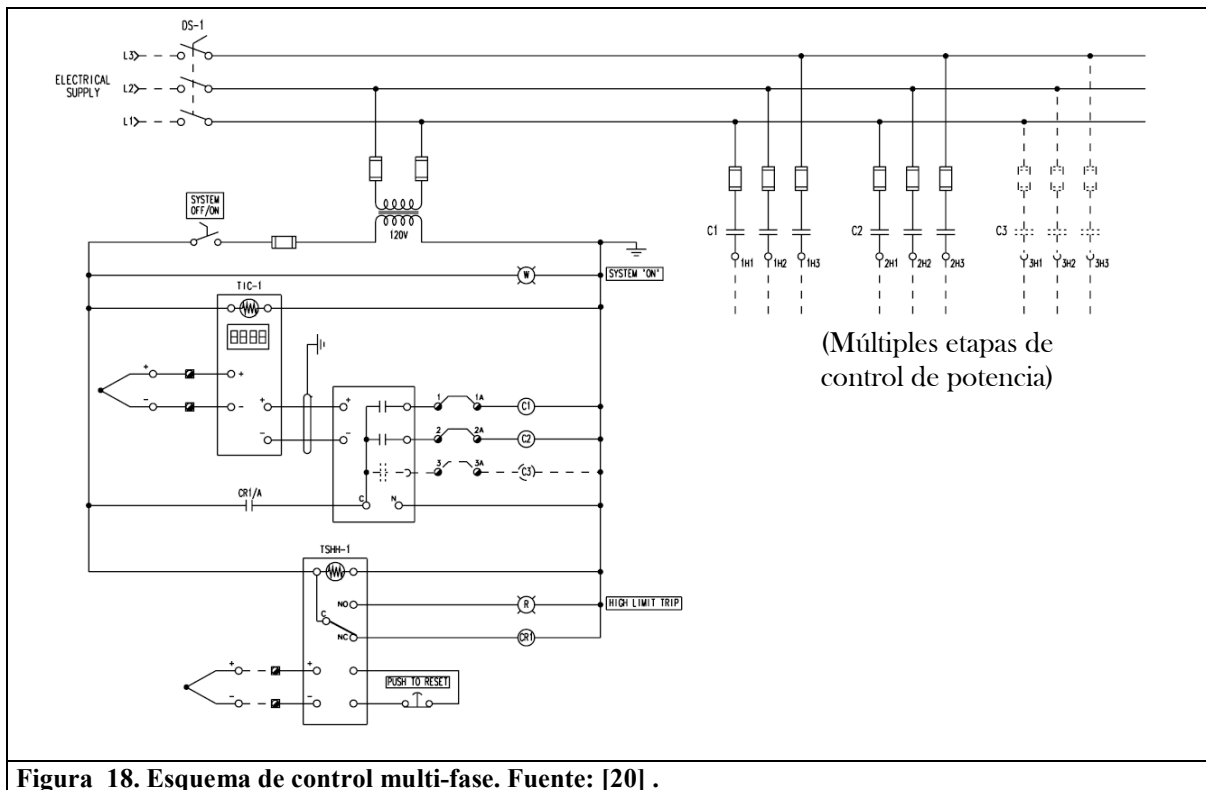 DS-1
L3
ELECTRICAL
SUPPLY
L2
L1
SYSTEM
OFF/ON
120V
C1
1H1
1H2
1H3
C2
2H1
2H2
2H3
C3
3H1
3H2
3H3
W
SYSTEM 'ON'
(Múltiples etapas de
control de potencia)
TIC-1
8888
+ + + +
- - - -
1 1A C1
2 2A C2
3 3A C3
CR1/A
C N
TSHH-1
NO R HIGH LIMIT TRIP
C
NC CR1
+ +
- -
PUSH TO RESET
Figura 18. Esquema de control multi-fase. Fuente: [20] .